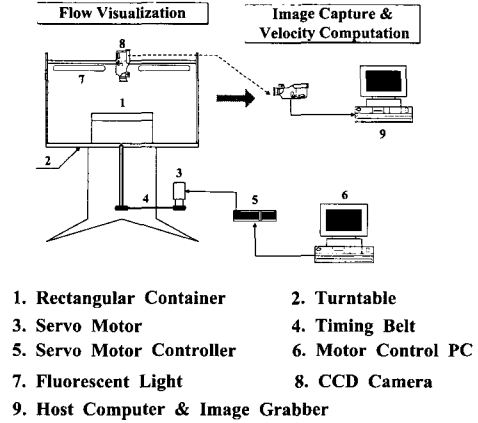 Flow Visualization
Image Capture &
Velocity Computation
8
7
1
9
2
3
4
5
6
1. Rectangular Container
2. Turntable
3. Servo Motor
4. Timing Belt
5. Servo Motor Controller
6. Motor Control PC
7. Fluorescent Light
8. CCD Camera
9. Host Computer & Image Grabber